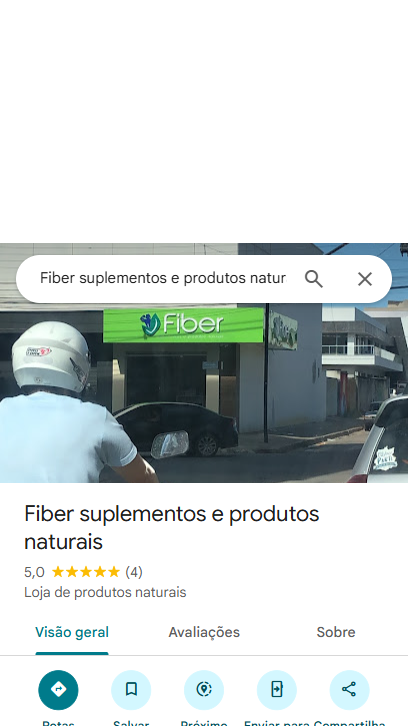 Fiber suplementos e produtos natur
Fiber
Fiber suplementos e produtos
naturais
5,0 (4)
Loja de produtos naturais
Visão geral Avaliações Sobre
Rotas Salvar Próximo Enviar para Compartilha